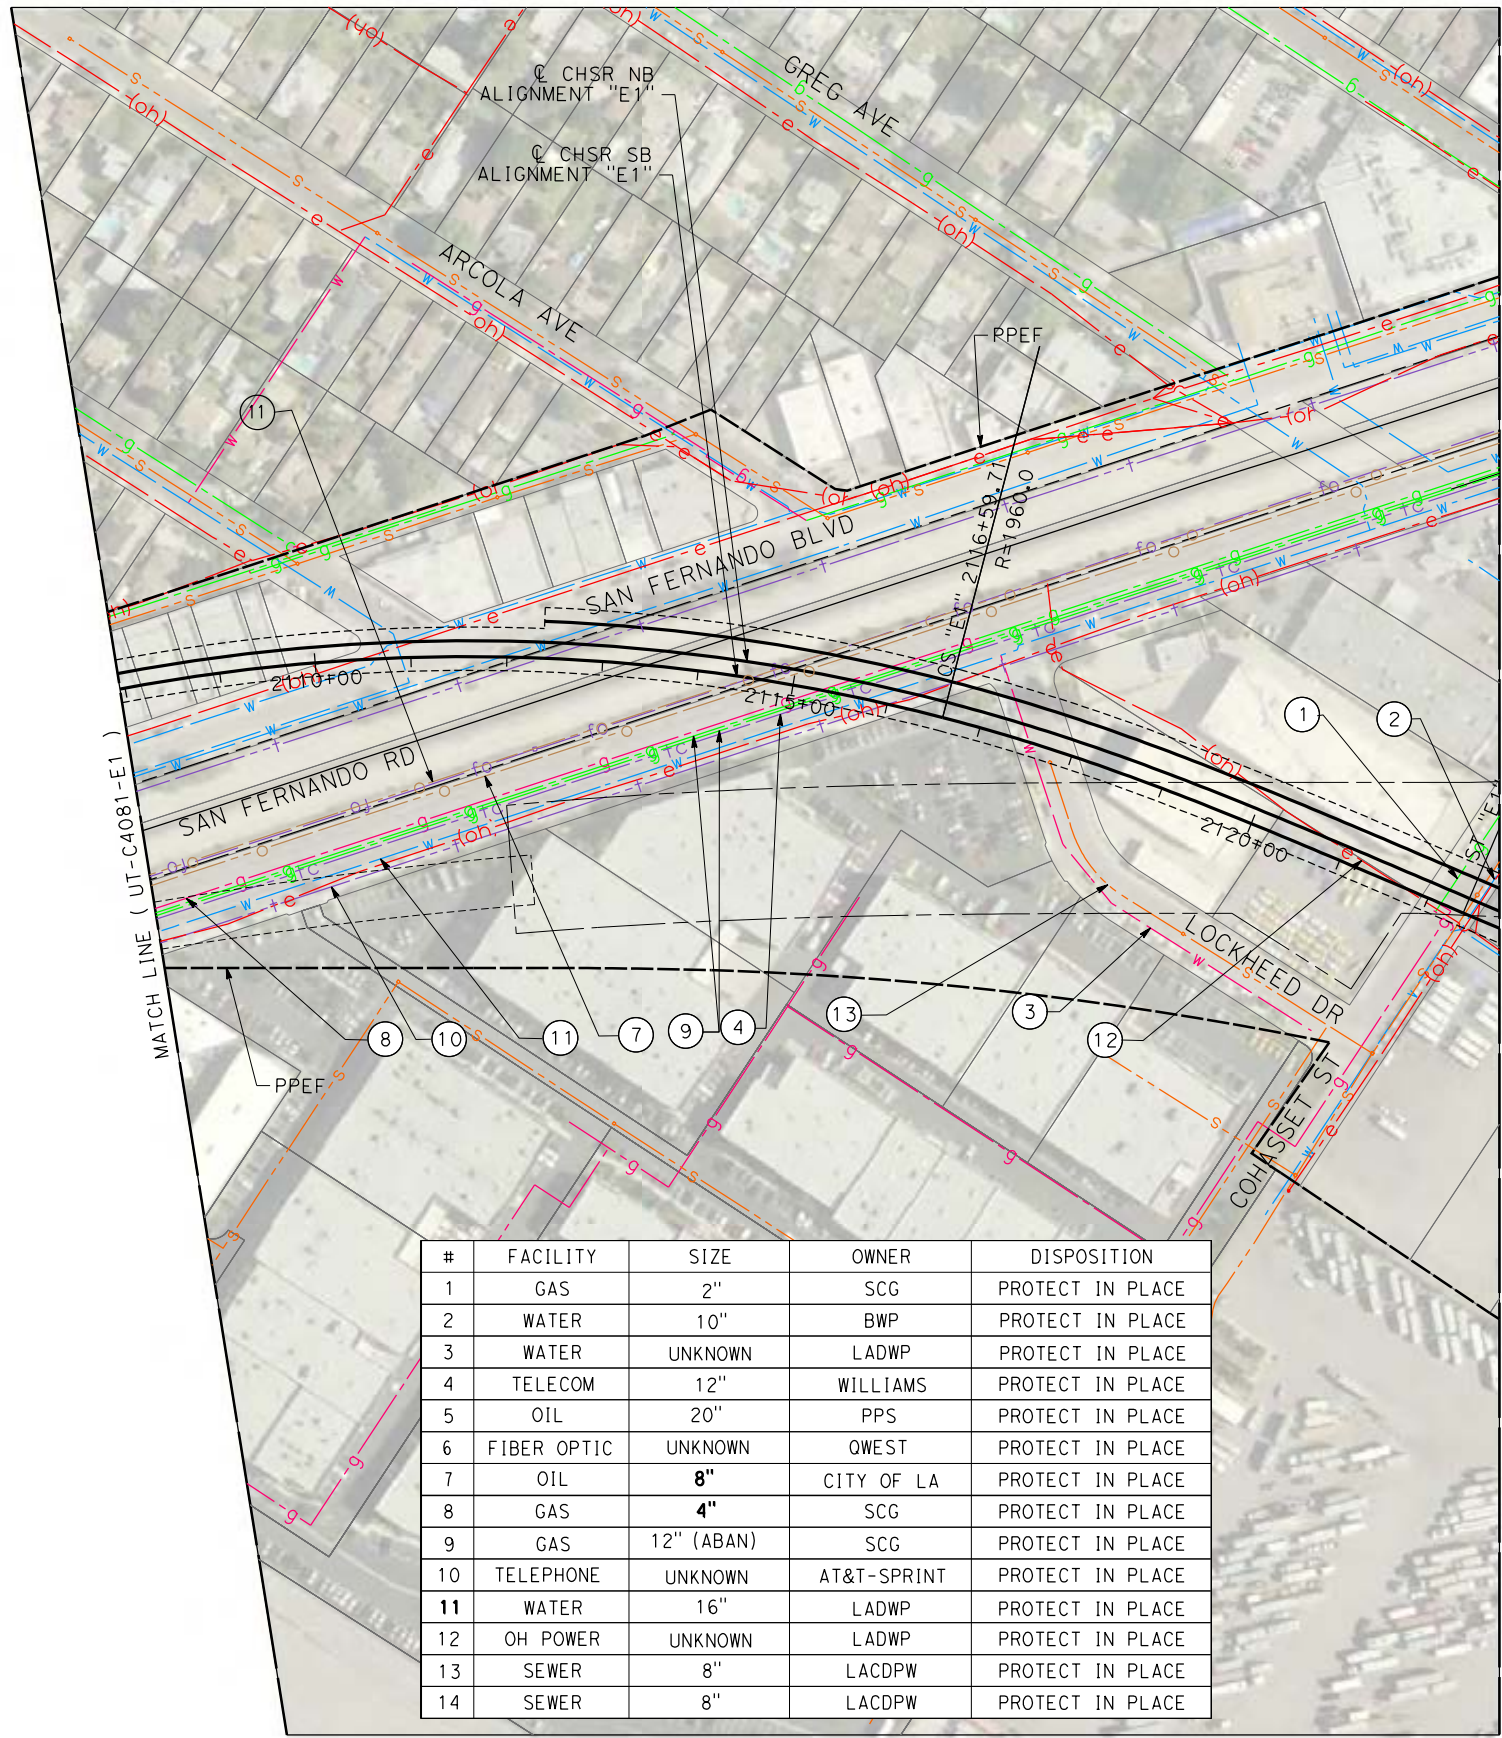 ℄ CHSR NB
ALIGNMENT "E1"
℄ CHSR SB
ALIGNMENT "E1"
GREG AVE
ARCOLA AVE
PPEF
11
SAN FERNANDO BLVD
CS "E1" 2116+59.71
R=1960.0
2110+00
2115+00
2120+00
SAN FERNANDO RD
MATCH LINE ( UT-C4081-E1 )
1
2
LOCKHEED DR
COHASSET ST
8
10
11
7
9
4
13
3
12
PPEF
# FACILITY SIZE OWNER DISPOSITION
1 GAS 2" SCG PROTECT IN PLACE
2 WATER 10" BWP PROTECT IN PLACE
3 WATER UNKNOWN LADWP PROTECT IN PLACE
4 TELECOM 12" WILLIAMS PROTECT IN PLACE
5 OIL 20" PPS PROTECT IN PLACE
6 FIBER OPTIC UNKNOWN QWEST PROTECT IN PLACE
7 OIL 8" CITY OF LA PROTECT IN PLACE
8 GAS 4" SCG PROTECT IN PLACE
9 GAS 12" (ABAN) SCG PROTECT IN PLACE
10 TELEPHONE UNKNOWN AT&T-SPRINT PROTECT IN PLACE
11 WATER 16" LADWP PROTECT IN PLACE
12 OH POWER UNKNOWN LADWP PROTECT IN PLACE
13 SEWER 8" LACDPW PROTECT IN PLACE
14 SEWER 8" LACDPW PROTECT IN PLACE